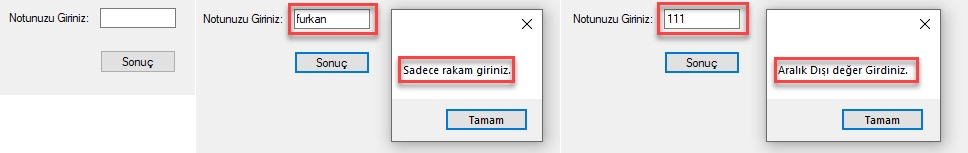 Notunuzu Giriniz:
Sonuç
Notunuzu Giriniz: furkan
Sonuç
Sadece rakam giriniz.
Tamam
Notunuzu Giriniz: 111
Sonuç
Aralık Dışı değer Girdiniz.
Tamam